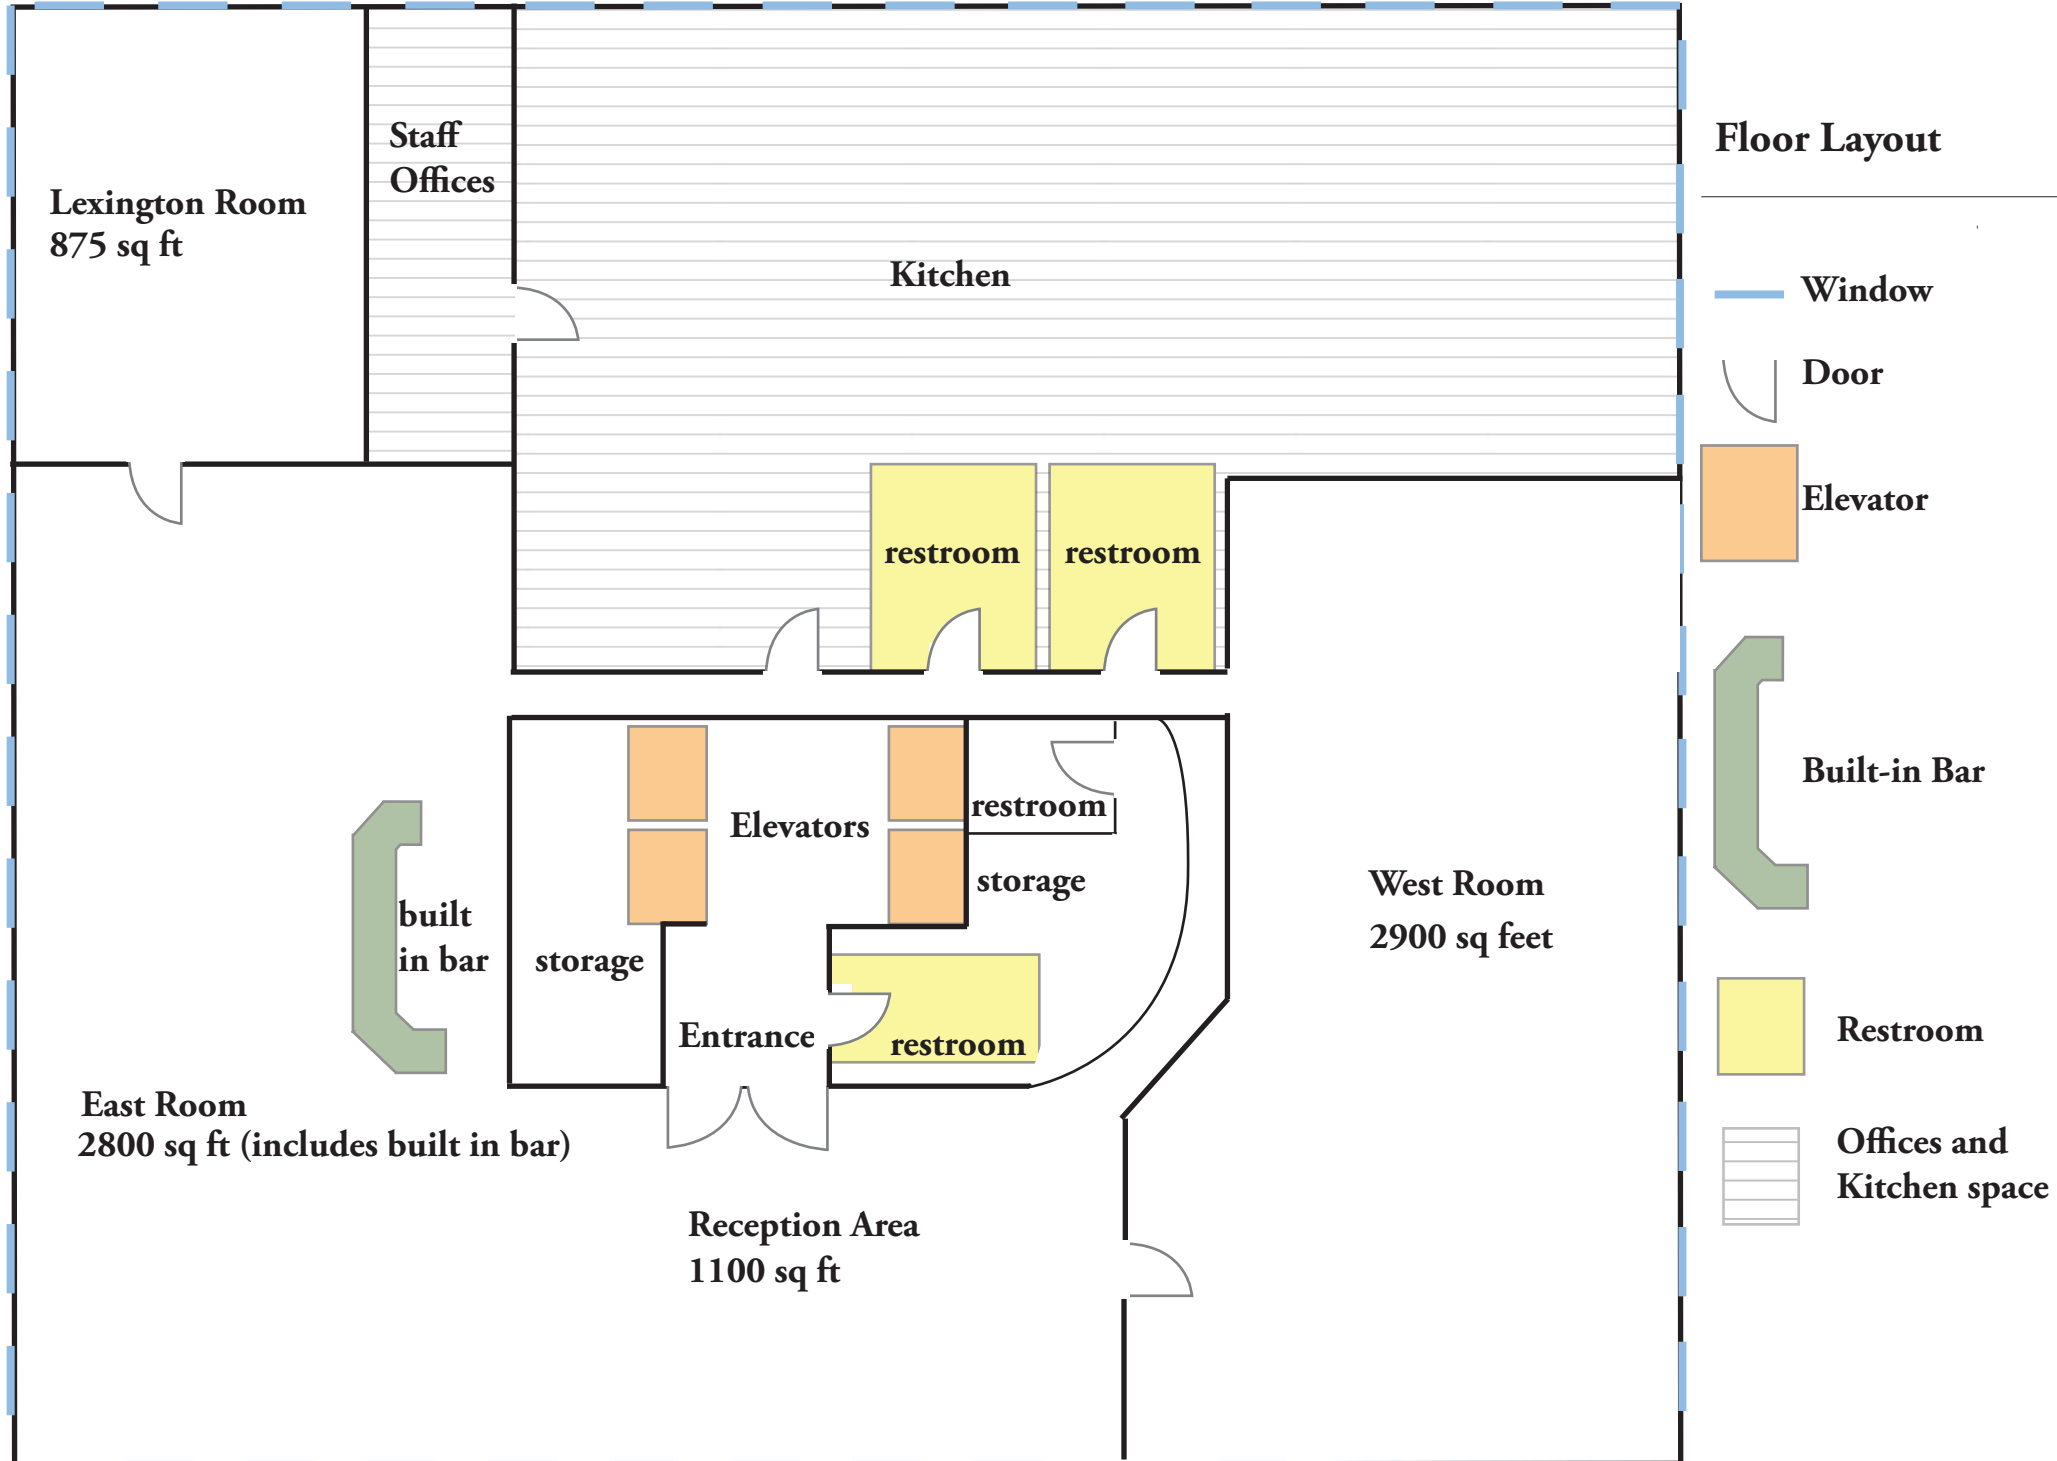 Staff
Offices
Lexington Room
875 sq ft
Kitchen
restroom
restroom
restroom
Elevators
storage
built
in bar
storage
Entrance
restroom
East Room
2800 sq ft (includes built in bar)
Reception Area
1100 sq ft
West Room
2900 sq feet
Floor Layout
Window
Door
Elevator
Built-in Bar
Restroom
Offices and
Kitchen space